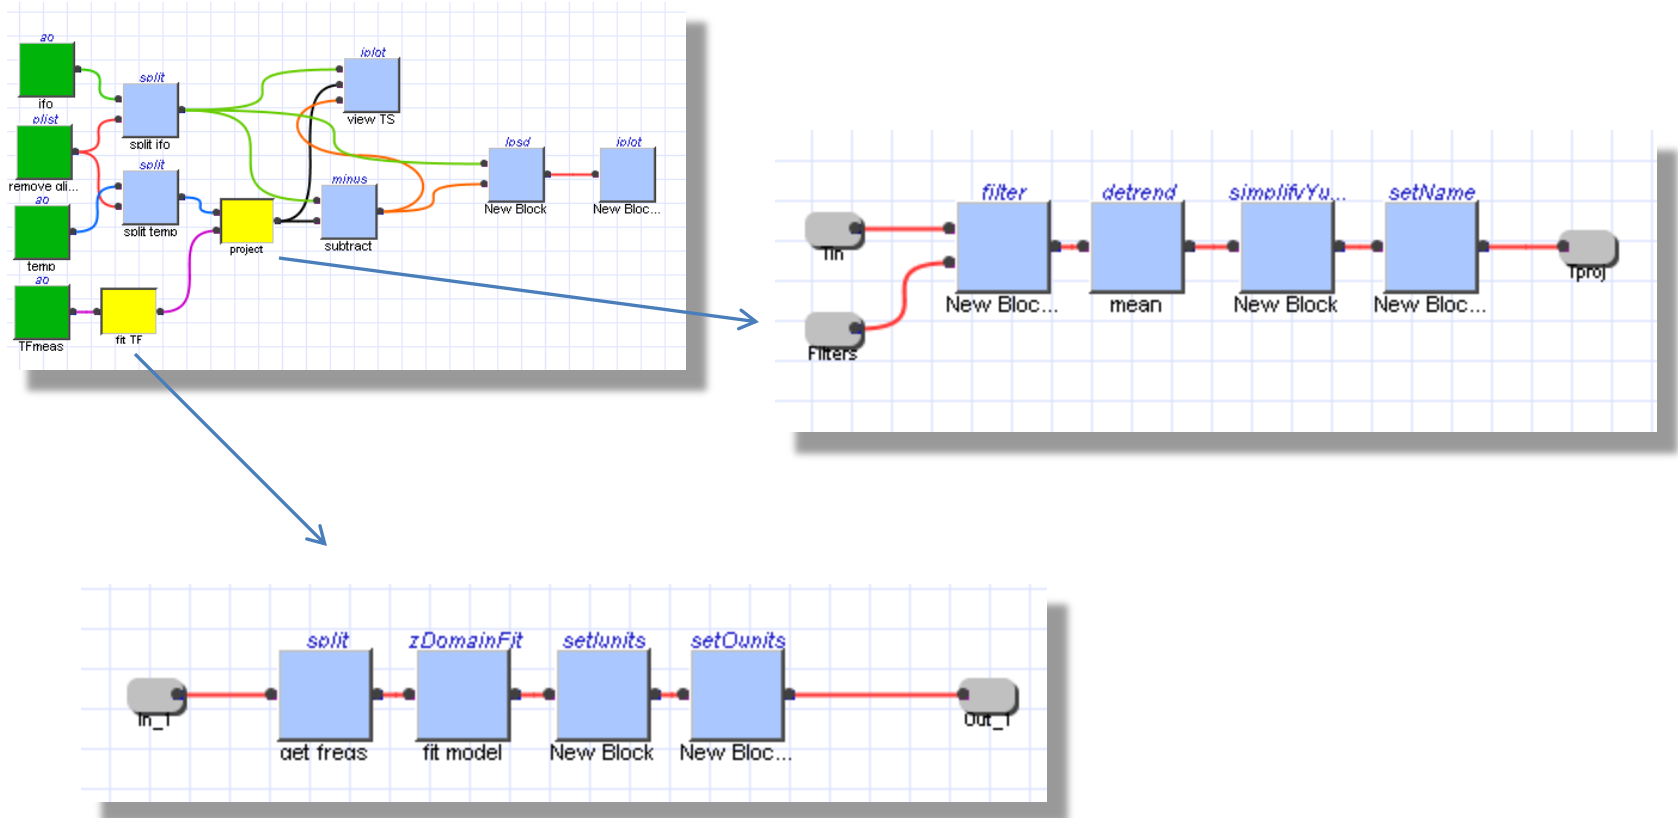 ao
ifo
plist
remove ali...
ao
temp
ao
TFmeas
split
split ifo
split
split temp
fit TF
project
iplot
view TS
minus
subtract
lpsd
New Block
iplot
New Bloc...
Tin
Filters
filter
New Bloc...
detrend
mean
simplifyYu...
New Block
setName
New Bloc...
Tproj
In_1
split
get freqs
zDomainFit
fit model
setIunits
New Block
setOunits
New Bloc...
Out_1